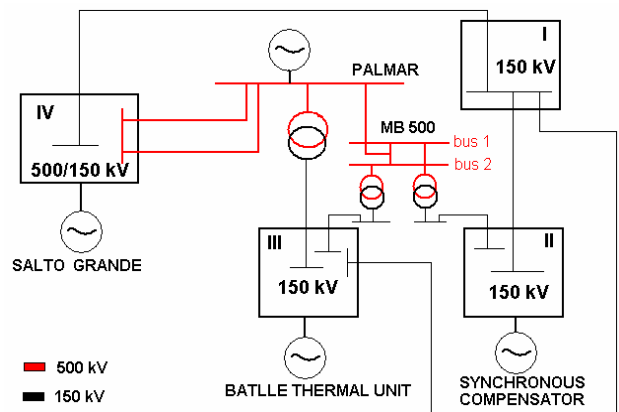 I
150 kV
PALMAR
IV
500/150 kV
MB 500
bus 1
bus 2
SALTO GRANDE
III
150 kV
II
150 kV
500 kV
150 kV
BATLLE THERMAL UNIT
SYNCHRONOUS
COMPENSATOR